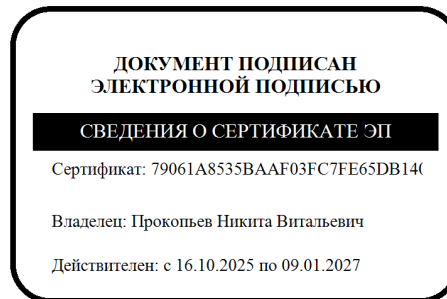 ДОКУМЕНТ ПОДПИСАН
ЭЛЕКТРОННОЙ ПОДПИСЬЮ
СВЕДЕНИЯ О СЕРТИФИКАТЕ ЭП
Сертификат: 79061A8535BAAF03FC7FE65DB140
Владелец: Прокопьев Никита Витальевич
Действителен: с 16.10.2025 по 09.01.2027